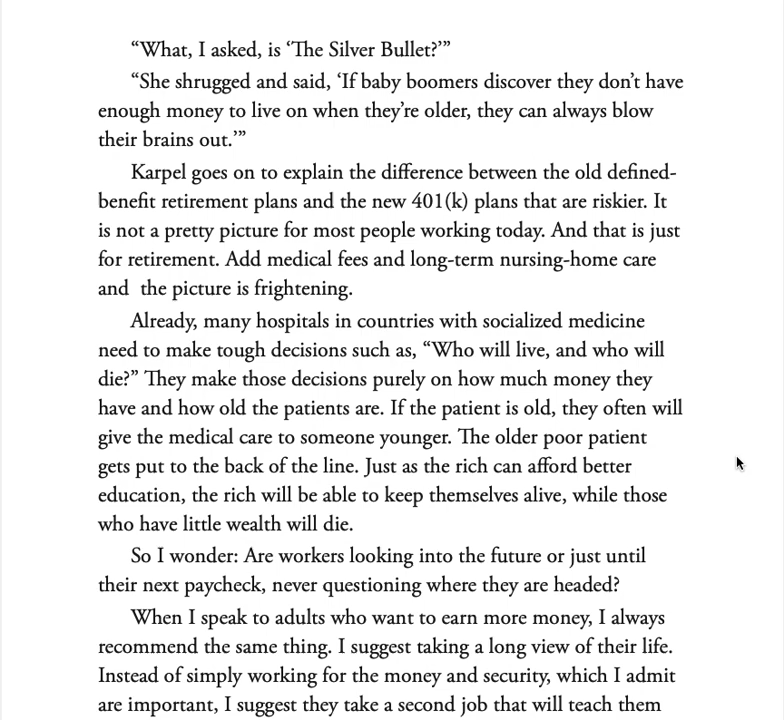 “What, I asked, is ‘The Silver Bullet?’”
“She shrugged and said, ‘If baby boomers discover they don’t have
enough money to live on when they’re older, they can always blow
their brains out.’”
Karpel goes on to explain the difference between the old defined-
benefit retirement plans and the new 401(k) plans that are riskier. It
is not a pretty picture for most people working today. And that is just
for retirement. Add medical fees and long-term nursing-home care
and  the picture is frightening.
Already, many hospitals in countries with socialized medicine
need to make tough decisions such as, “Who will live, and who will
die?” They make those decisions purely on how much money they
have and how old the patients are. If the patient is old, they often will
give the medical care to someone younger. The older poor patient
gets put to the back of the line. Just as the rich can afford better
education, the rich will be able to keep themselves alive, while those
who have little wealth will die.
So I wonder: Are workers looking into the future or just until
their next paycheck, never questioning where they are headed?
When I speak to adults who want to earn more money, I always
recommend the same thing. I suggest taking a long view of their life.
Instead of simply working for the money and security, which I admit
are important, I suggest they take a second job that will teach them